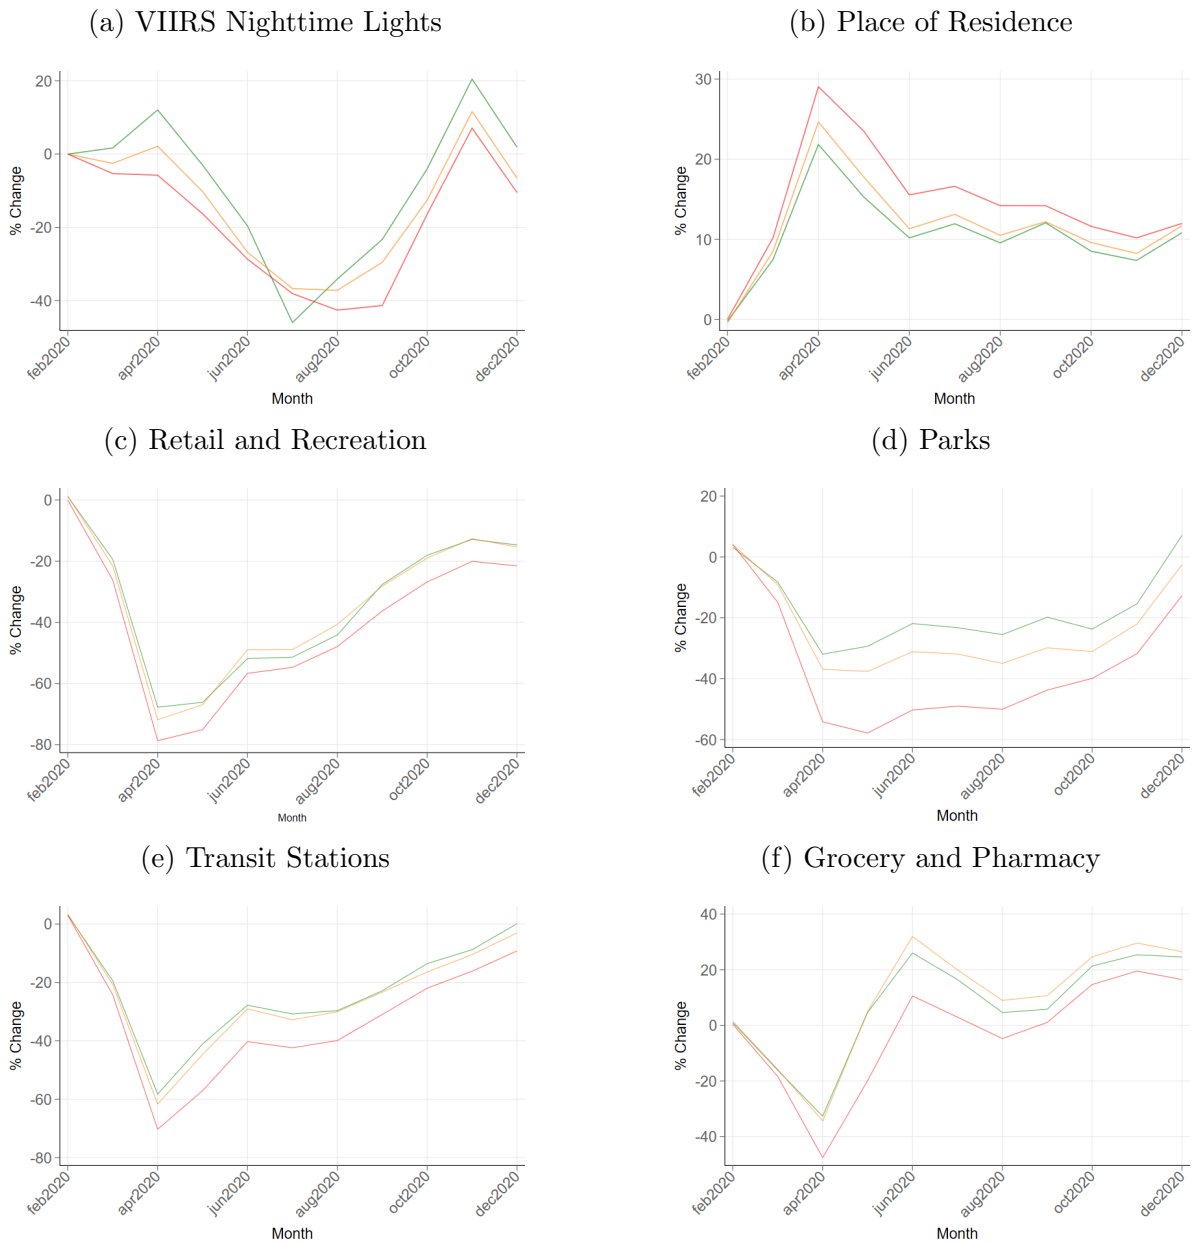 (a) VIIRS Nighttime Lights
% Change
20
0
-20
-40
feb2020
apr2020
jun2020
aug2020
oct2020
dec2020
Month
(b) Place of Residence
% Change
30
20
10
0
feb2020
apr2020
jun2020
aug2020
oct2020
dec2020
Month
(c) Retail and Recreation
% Change
0
-20
-40
-60
-80
feb2020
apr2020
jun2020
aug2020
oct2020
dec2020
Month
(d) Parks
% Change
20
0
-20
-40
-60
feb2020
apr2020
jun2020
aug2020
oct2020
dec2020
Month
(e) Transit Stations
% Change
0
-20
-40
-60
-80
feb2020
apr2020
jun2020
aug2020
oct2020
dec2020
Month
(f) Grocery and Pharmacy
% Change
40
20
0
-20
-40
feb2020
apr2020
jun2020
aug2020
oct2020
dec2020
Month